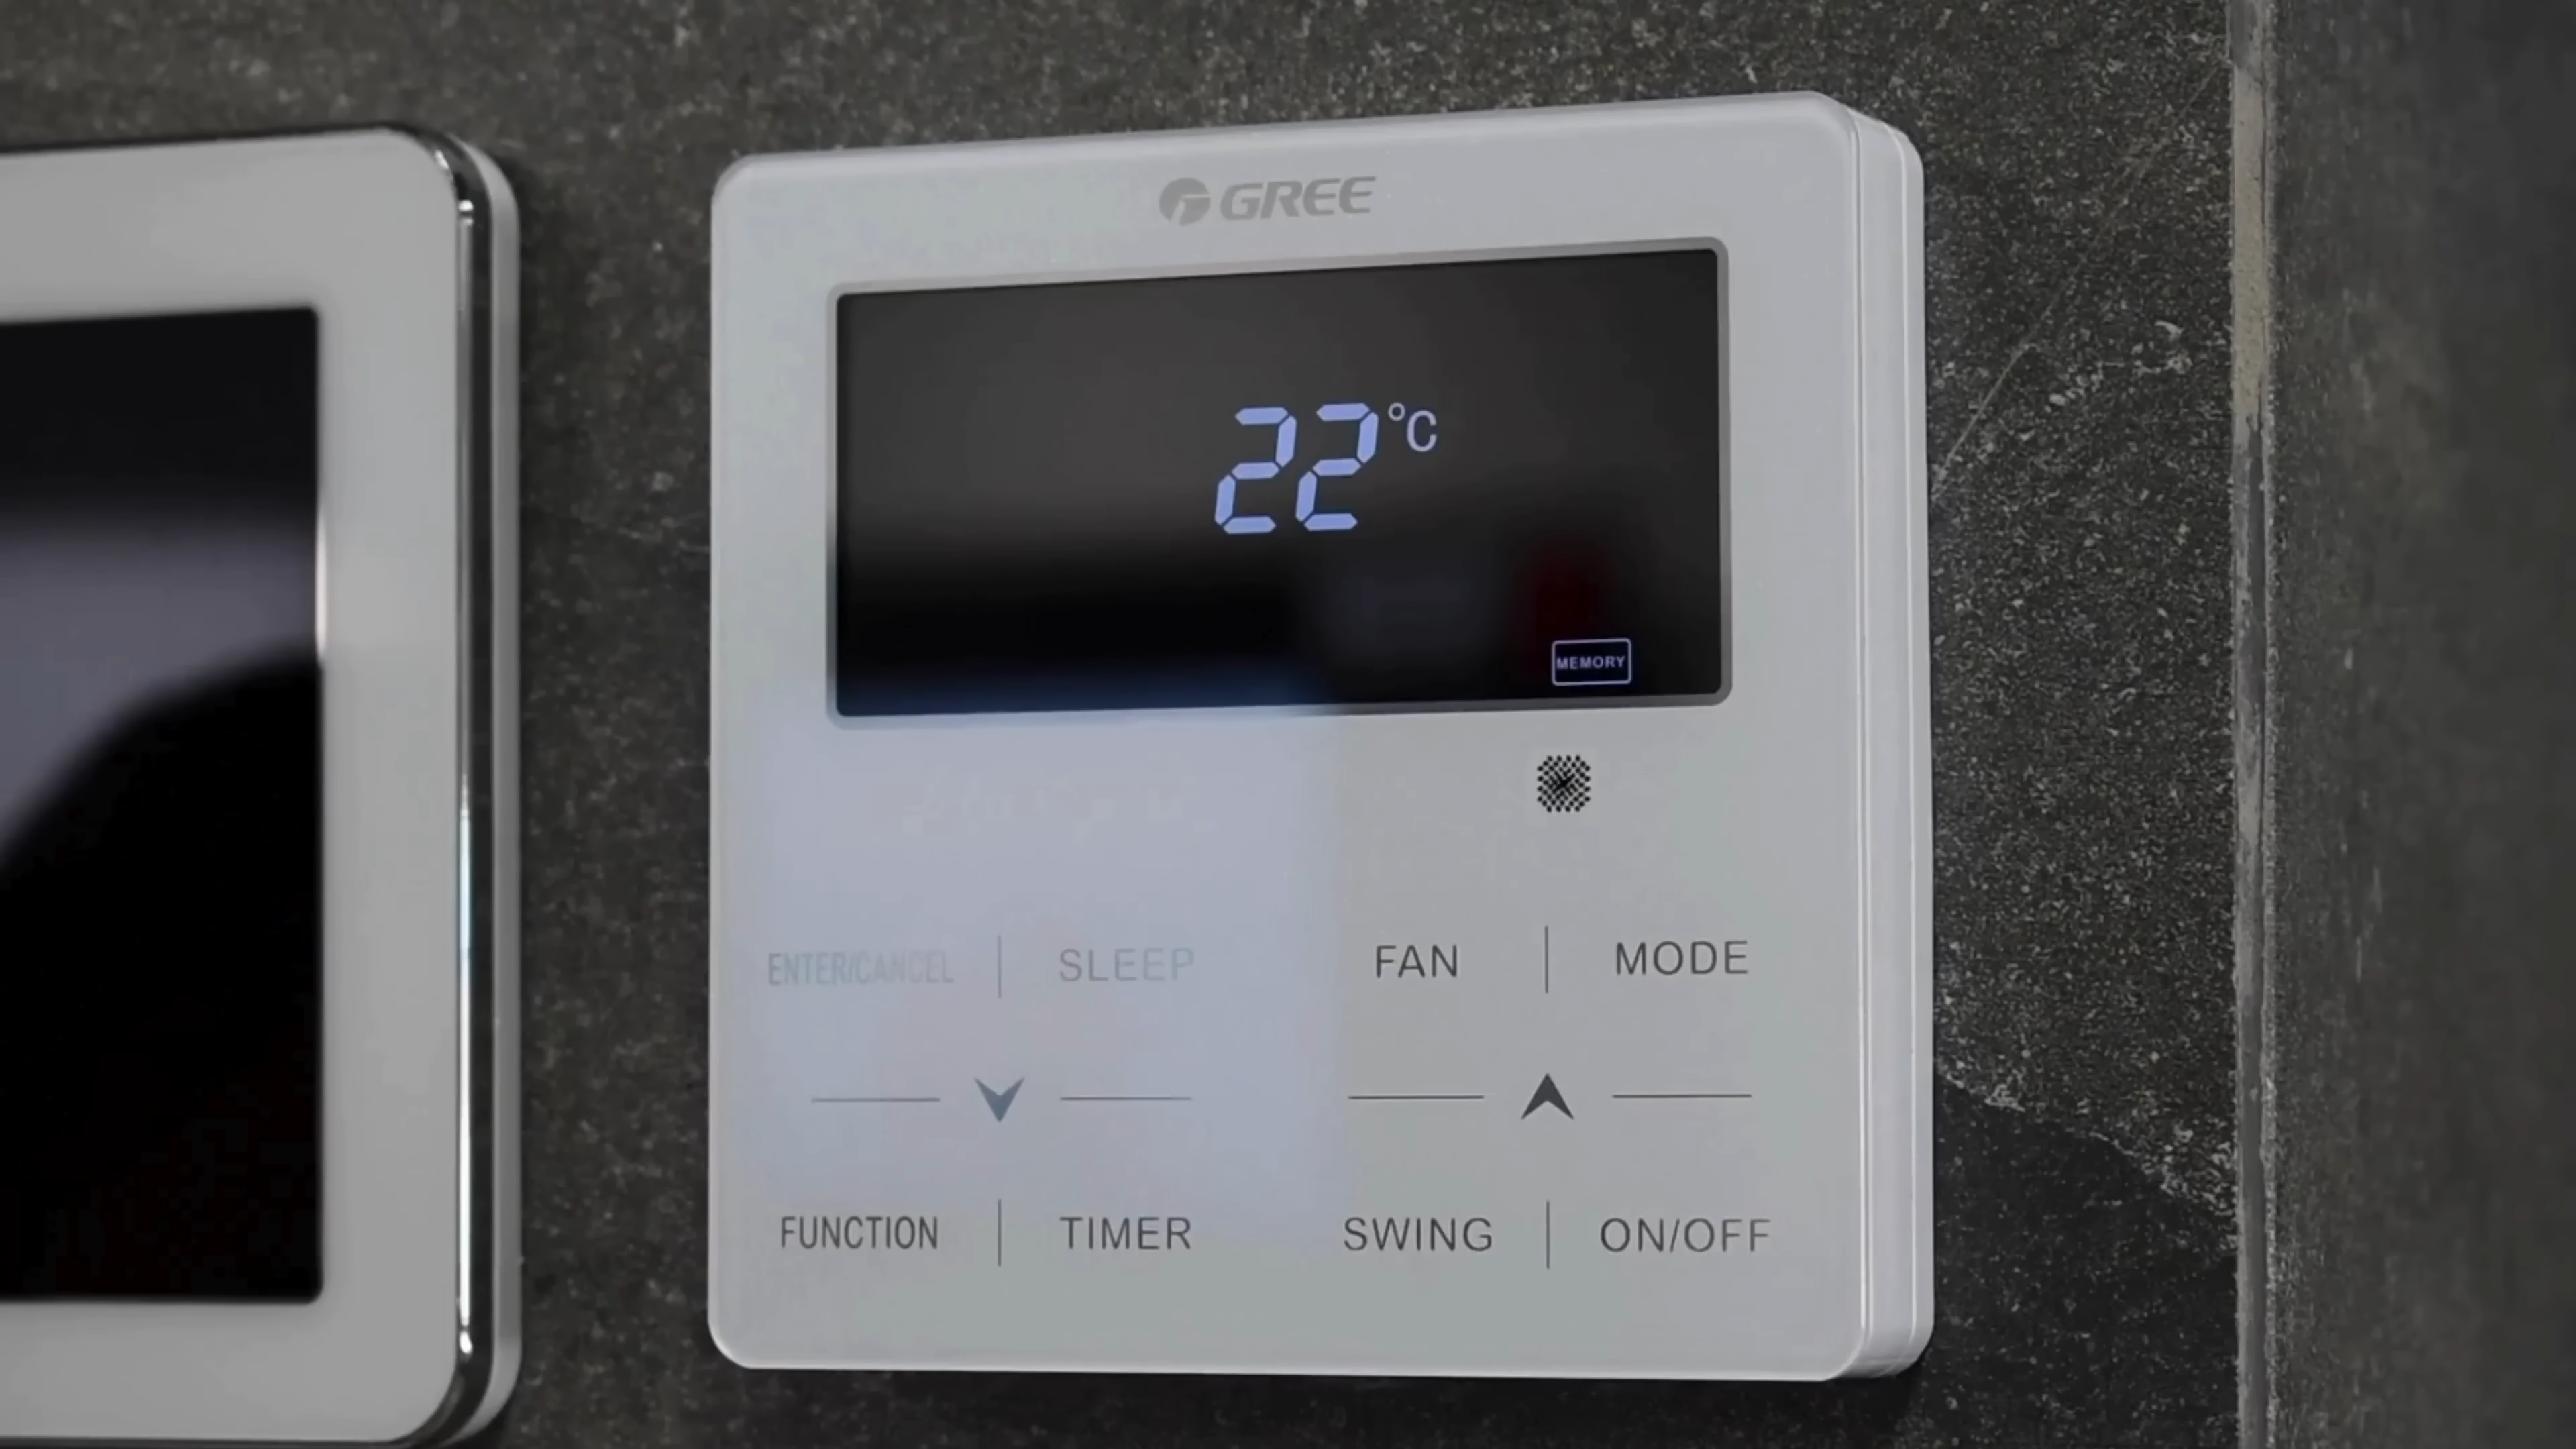 GREE
22°C
MEMORY
ENTER/CANCEL | SLEEP FAN | MODE
FUNCTION | TIMER SWING | ON/OFF